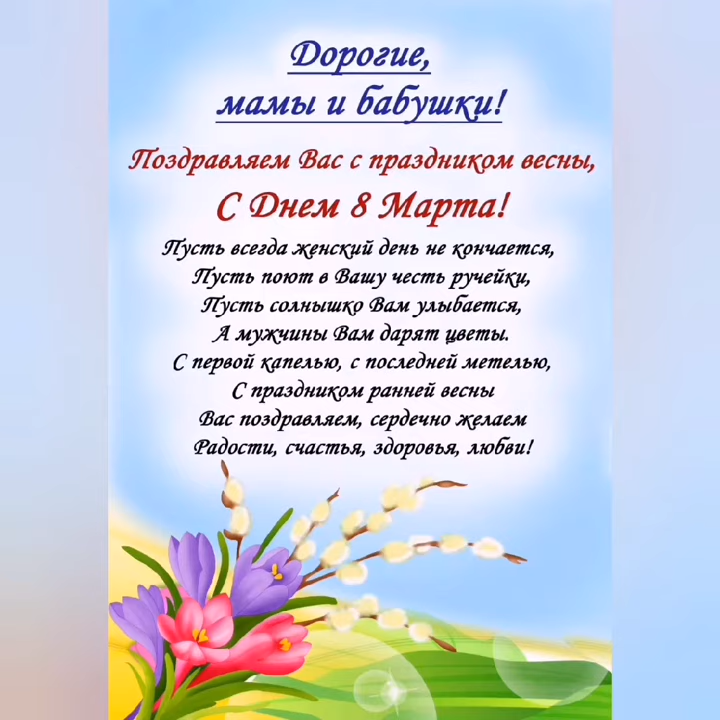 Дорогие,
мамы и бабушки!
Поздравляем Вас с праздником весны,
С Днем 8 Марта!
Пусть всегда женский день не кончается,
Пусть поют в Вашу честь ручейки,
Пусть солнышко Вам улыбается,
А мужчины Вам дарят цветы.
С первой капелью, с последней метелью,
С праздником ранней весны
Вас поздравляем, сердечно желаем
Радости, счастья, здоровья, любви!